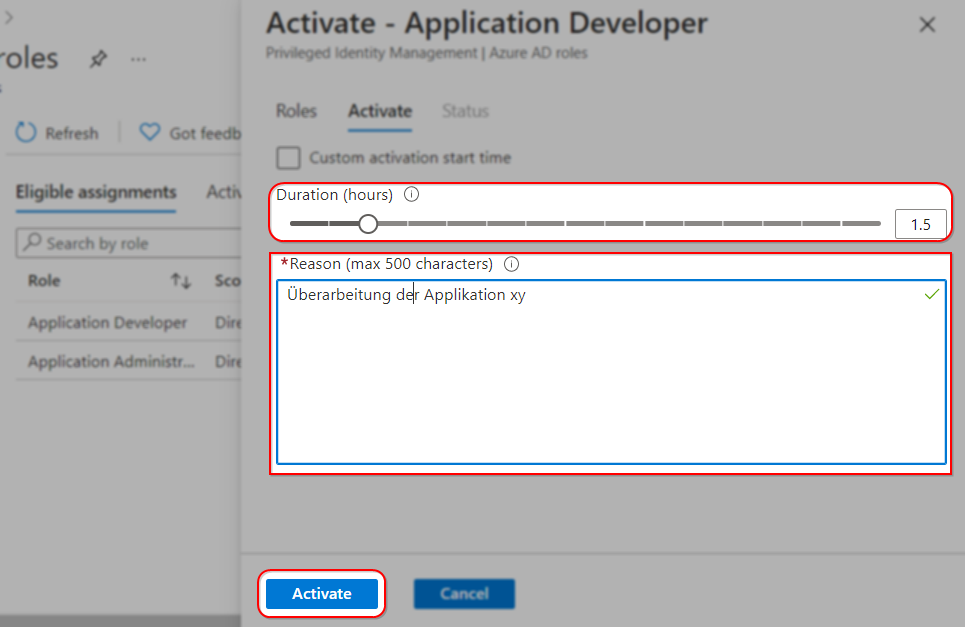 roles
...
Refresh
Got feedb
Eligible assignments
Activ
Search by role
Role
Sco
Application Developer
Dire
Application Administr...
Dire
Activate - Application Developer
Privileged Identity Management | Azure AD roles
Roles
Activate
Status
Custom activation start time
Duration (hours)
1.5
*Reason (max 500 characters)
Überarbeitung der Applikation xy
Activate
Cancel